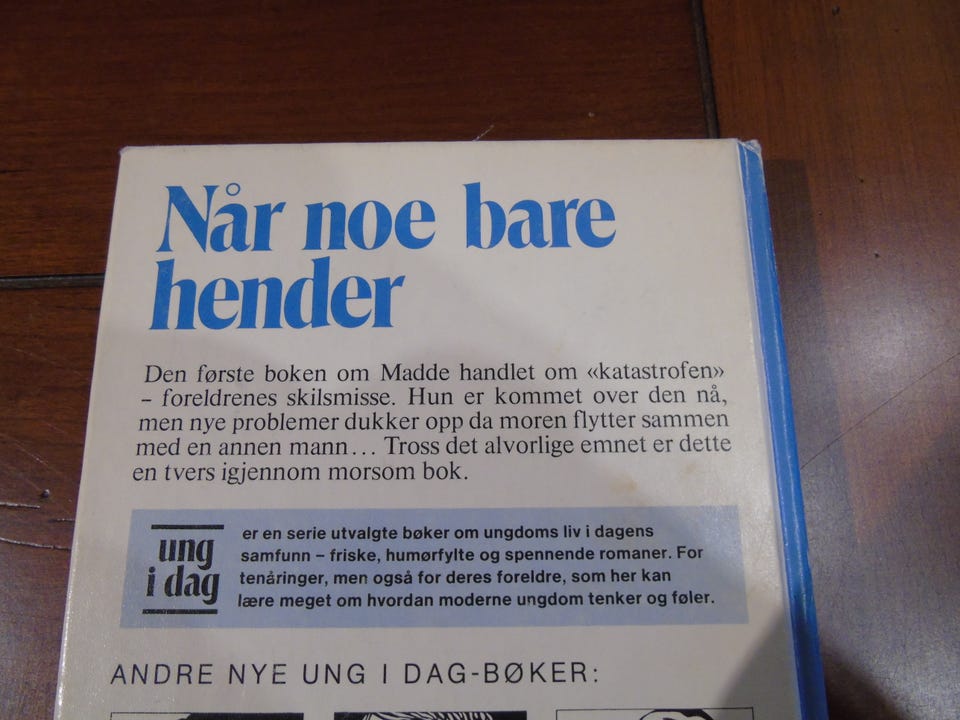 Når noe bare
hender
Den første boken om Madde handlet om «katastrofen»
– foreldrenes skilsmisse. Hun er kommet over den nå,
men nye problemer dukker opp da moren flytter sammen
med en annen mann... Tross det alvorlige emnet er dette
en tvers igjennom morsom bok.
ung
i dag
er en serie utvalgte bøker om ungdoms liv i dagens
samfunn – friske, humørfylte og spennende romaner. For
tenåringer, men også for deres foreldre, som her kan
lære meget om hvordan moderne ungdom tenker og føler.
ANDRE NYE UNG I DAG-BØKER: